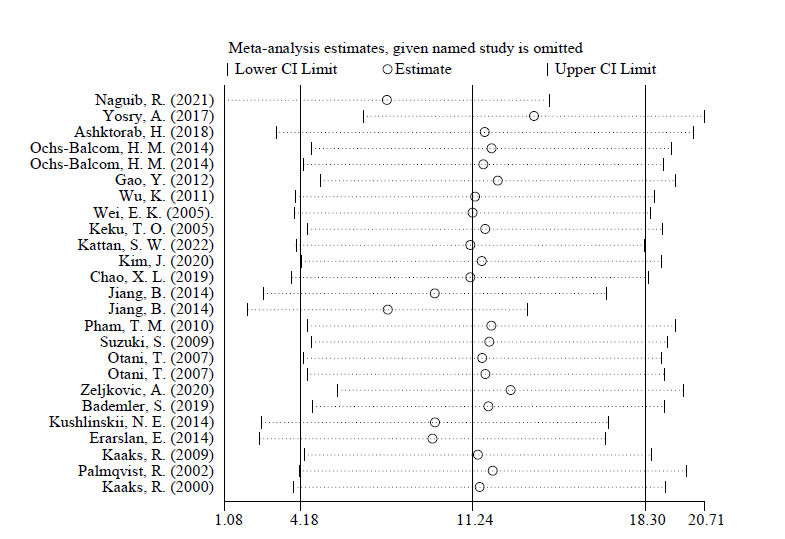 Meta-analysis estimates, given named study is omitted
Lower CI Limit Estimate Upper CI Limit
Naguib, R. (2021)
Yosry, A. (2017)
Ashktorab, H. (2018)
Ochs-Balcom, H. M. (2014)
Ochs-Balcom, H. M. (2014)
Gao, Y. (2012)
Wu, K. (2011)
Wei, E. K. (2005).
Keku, T. O. (2005)
Kattan, S. W. (2022)
Kim, J. (2020)
Chao, X. L. (2019)
Jiang, B. (2014)
Jiang, B. (2014)
Pham, T. M. (2010)
Suzuki, S. (2009)
Otani, T. (2007)
Otani, T. (2007)
Zeljkovic, A. (2020)
Bademler, S. (2019)
Kushlinskii, N. E. (2014)
Erarslan, E. (2014)
Kaaks, R. (2009)
Palmqvist, R. (2002)
Kaaks, R. (2000)
1.08 4.18 11.24 18.30 20.71